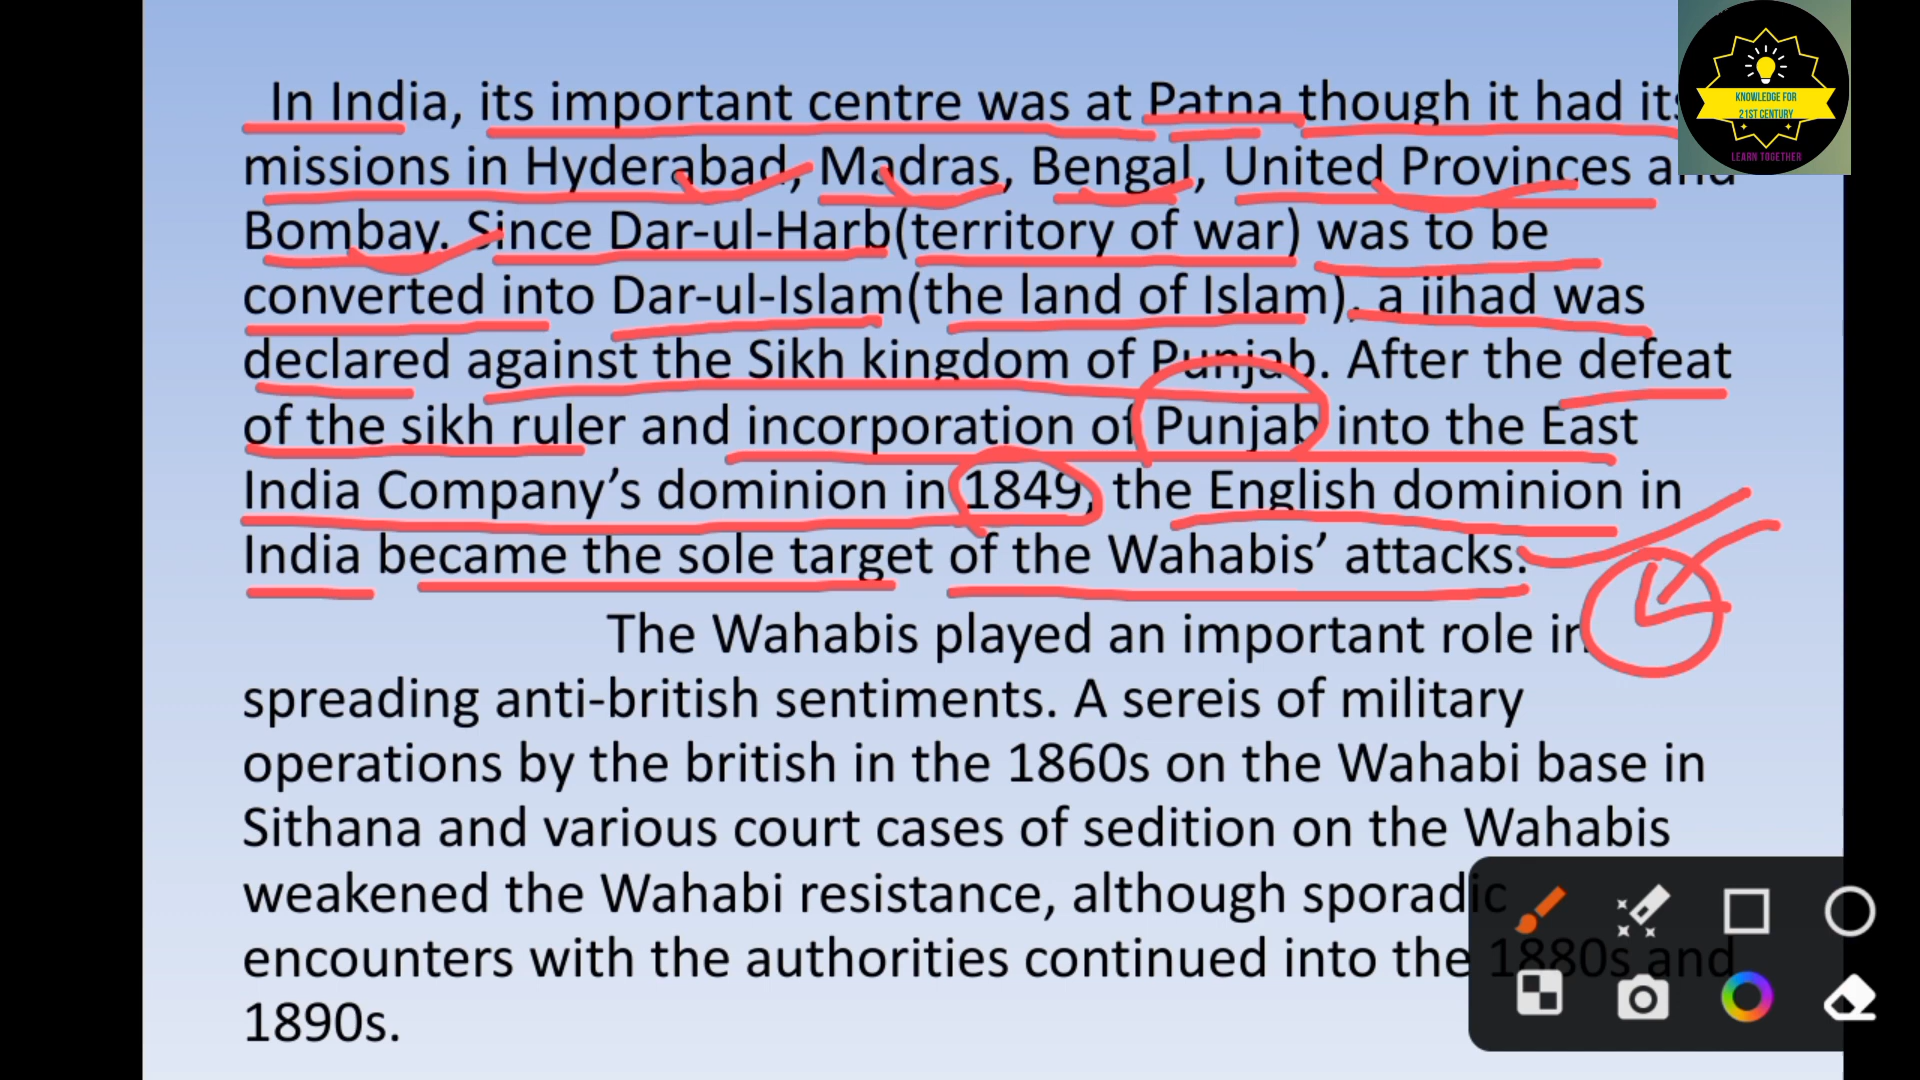 In India, its important centre was at Patna though it had its
missions in Hyderabad, Madras, Bengal, United Provinces and
Bombay. Since Dar-ul-Harb(territory of war) was to be
converted into Dar-ul-Islam(the land of Islam), a jihad was
declared against the Sikh kingdom of Punjab. After the defeat
of the sikh ruler and incorporation of Punjab into the East
India Company’s dominion in 1849, the English dominion in
India became the sole target of the Wahabis’ attacks.
The Wahabis played an important role in
spreading anti-british sentiments. A sereis of military
operations by the british in the 1860s on the Wahabi base in
Sithana and various court cases of sedition on the Wahabis
weakened the Wahabi resistance, although sporadic
encounters with the authorities continued into the 1880s and
1890s.
KNOWLEDGE FOR
21ST CENTURY
LEARN TOGETHER